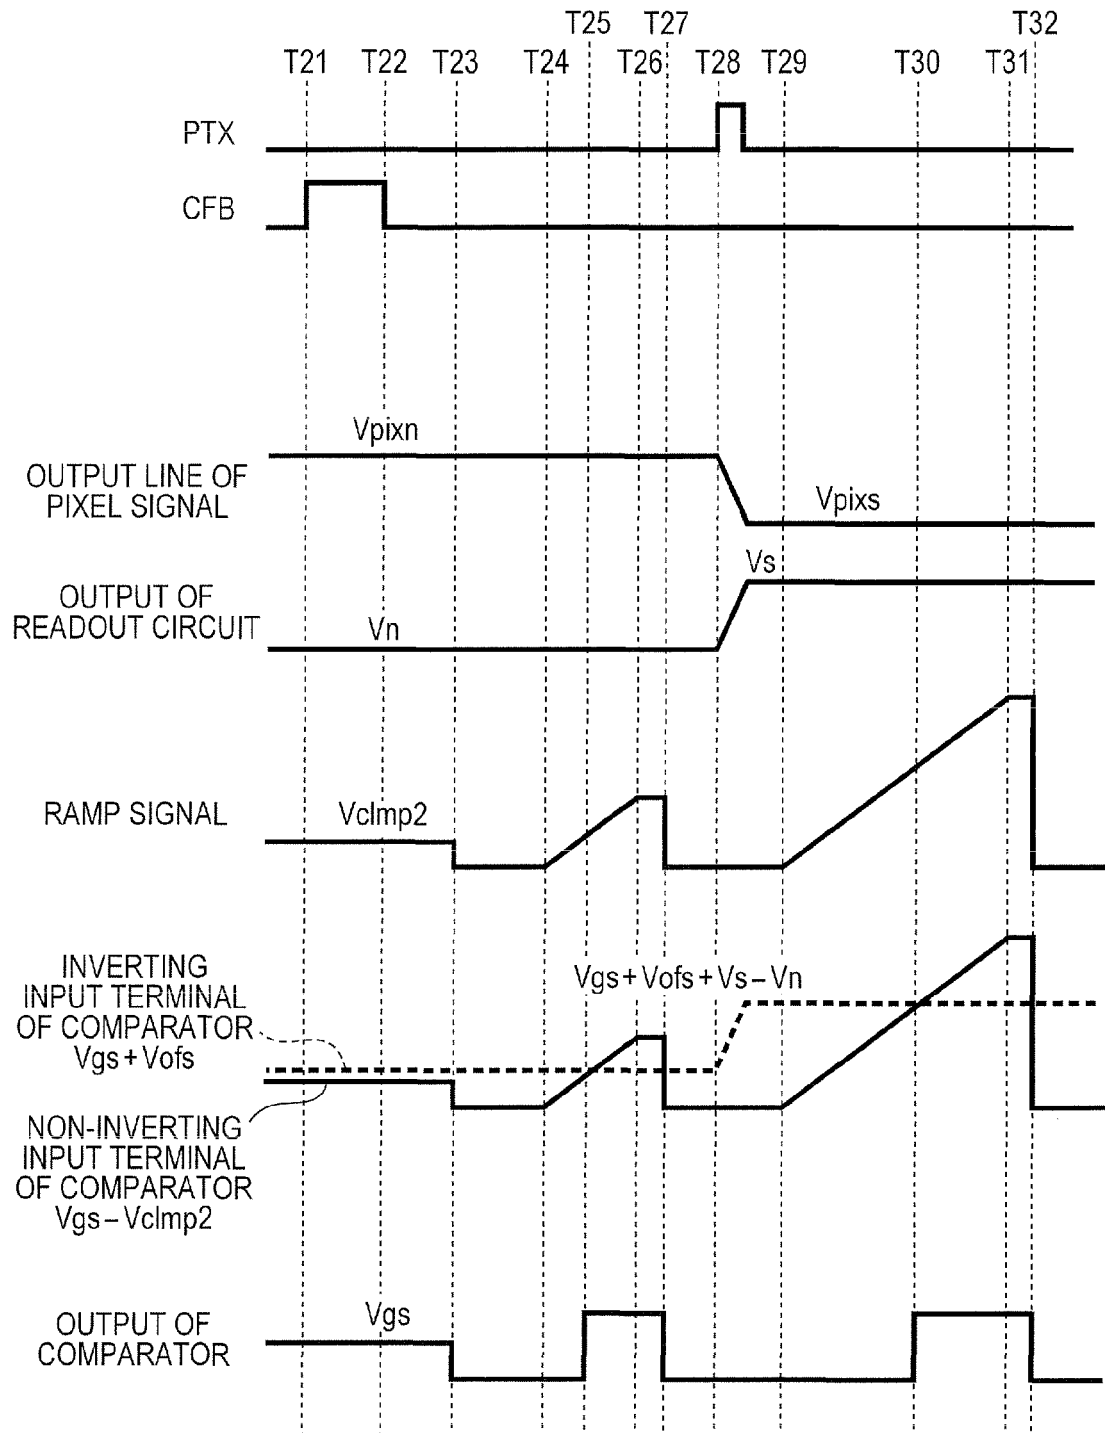 T25 T27 T32
T21 T22 T23 T24 T26 T28 T29 T30 T31
PTX
CFB
Vpixn
OUTPUT LINE OF
PIXEL SIGNAL
Vpixs
Vs
OUTPUT OF
READOUT CIRCUIT
Vn
RAMP SIGNAL
Vclmp2
INVERTING
INPUT TERMINAL
OF COMPARATOR
Vgs+Vofs
Vgs+Vofs+Vs–Vn
NON-INVERTING
INPUT TERMINAL
OF COMPARATOR
Vgs–Vclmp2
Vgs
OUTPUT OF
COMPARATOR